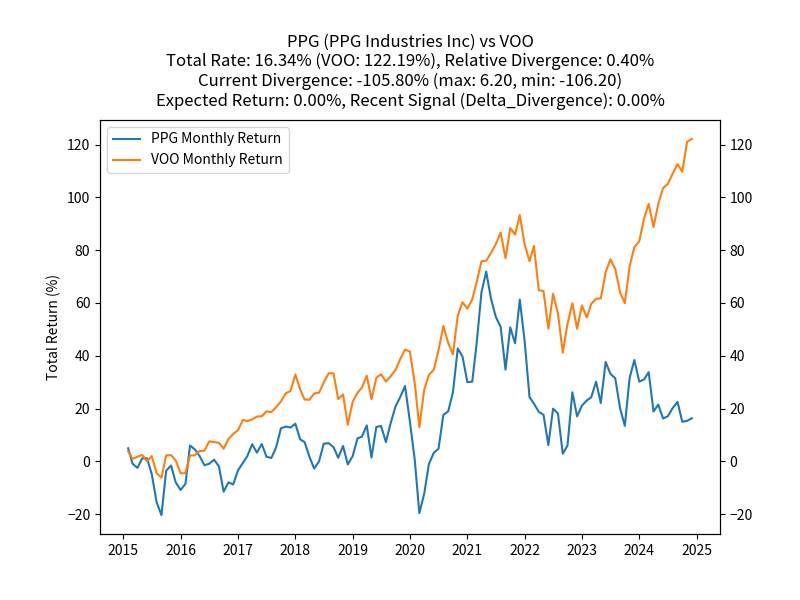 PPG (PPG Industries Inc) vs VOO
Total Rate: 16.34% (VOO: 122.19%), Relative Divergence: 0.40%
Current Divergence: -105.80% (max: 6.20, min: -106.20)
Expected Return: 0.00%, Recent Signal (Delta_Divergence): 0.00%
PPG Monthly Return
VOO Monthly Return
Total Return (%)
120
100
80
60
40
20
0
−20
120
100
80
60
40
20
0
−20
2015 2016 2017 2018 2019 2020 2021 2022 2023 2024 2025